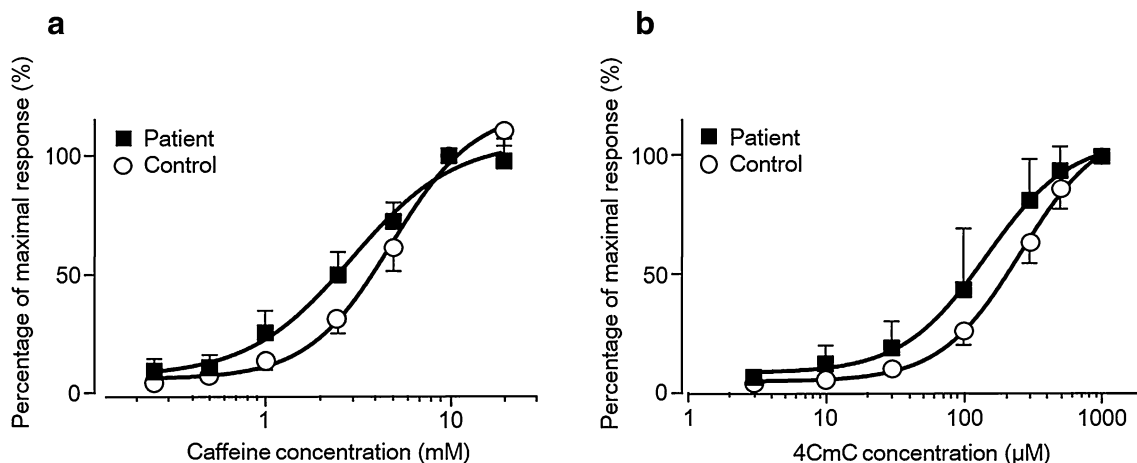 a
Percentage of maximal response (%)
Patient
Control
100
50
0
1
10
Caffeine concentration (mM)
b
Percentage of maximal response (%)
Patient
Control
100
50
0
1
10
100
1000
4CmC concentration (μM)